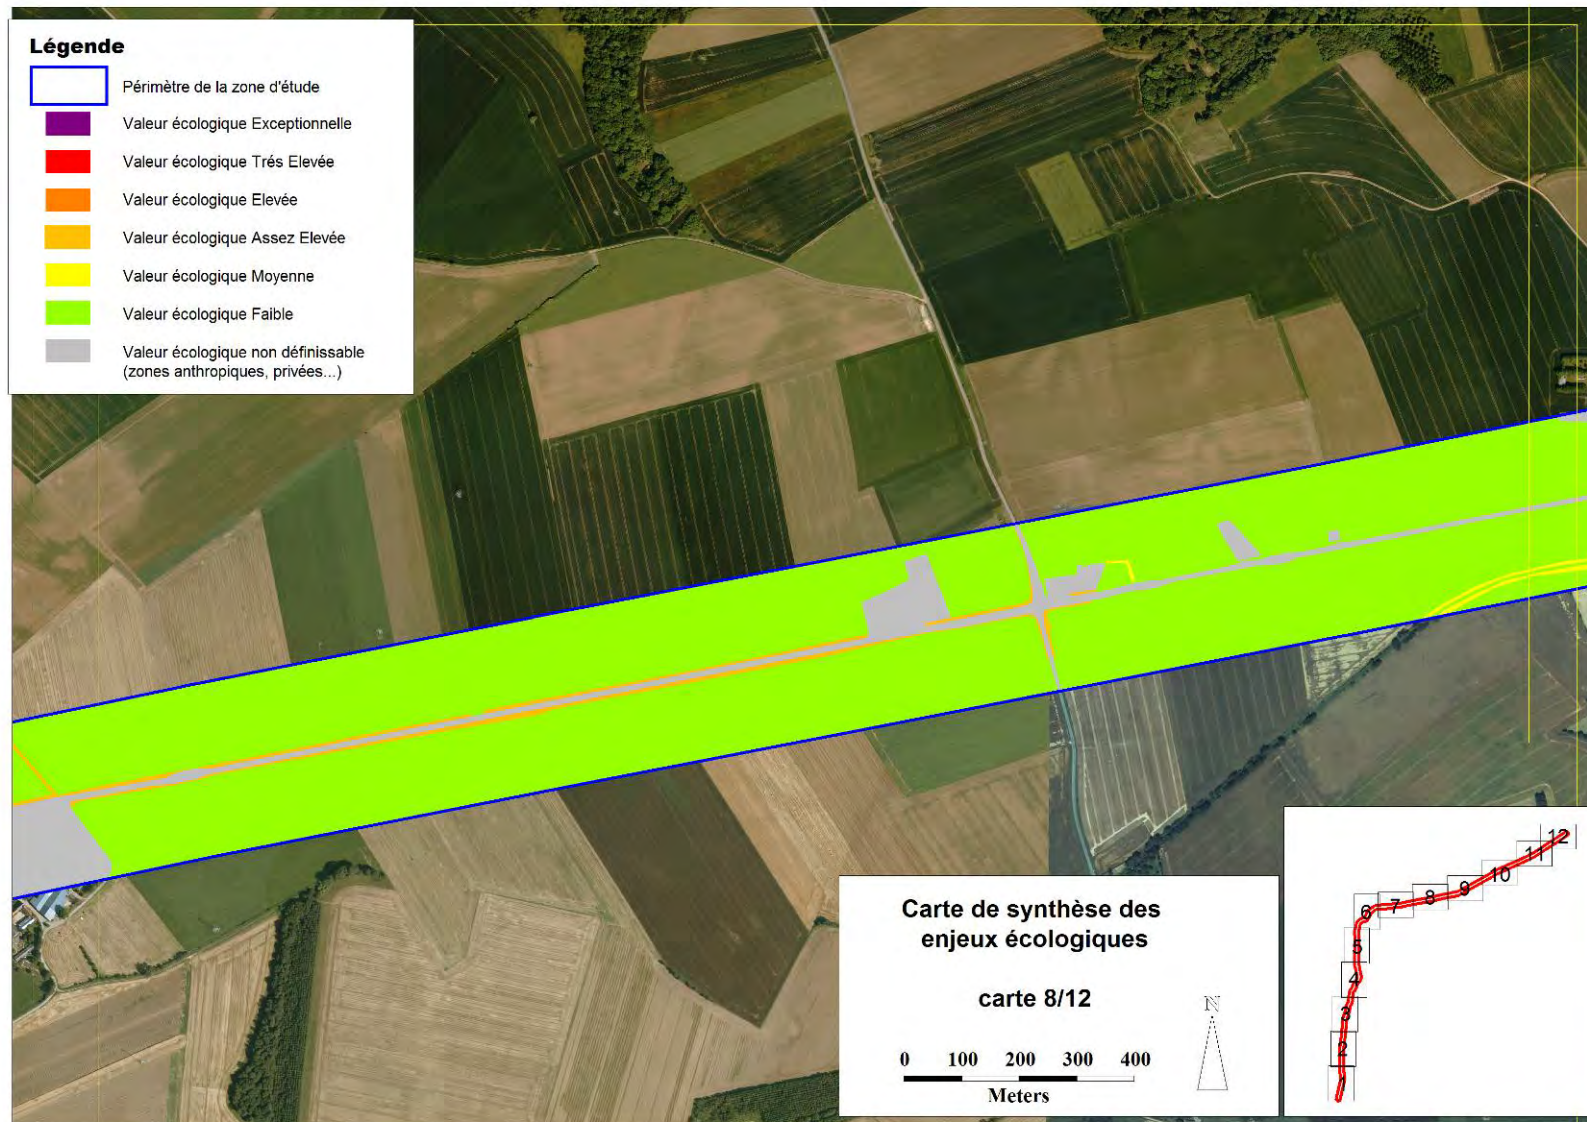 Légende
Périmètre de la zone d'étude
Valeur écologique Exceptionnelle
Valeur écologique Trés Elevée
Valeur écologique Elevée
Valeur écologique Assez Elevée
Valeur écologique Moyenne
Valeur écologique Faible
Valeur écologique non définissable
(zones anthropiques, privées...)
Carte de synthèse des
enjeux écologiques
carte 8/12
N
0 100 200 300 400
Meters
12
11
10
9
8
7
6
5
4
3
2
1